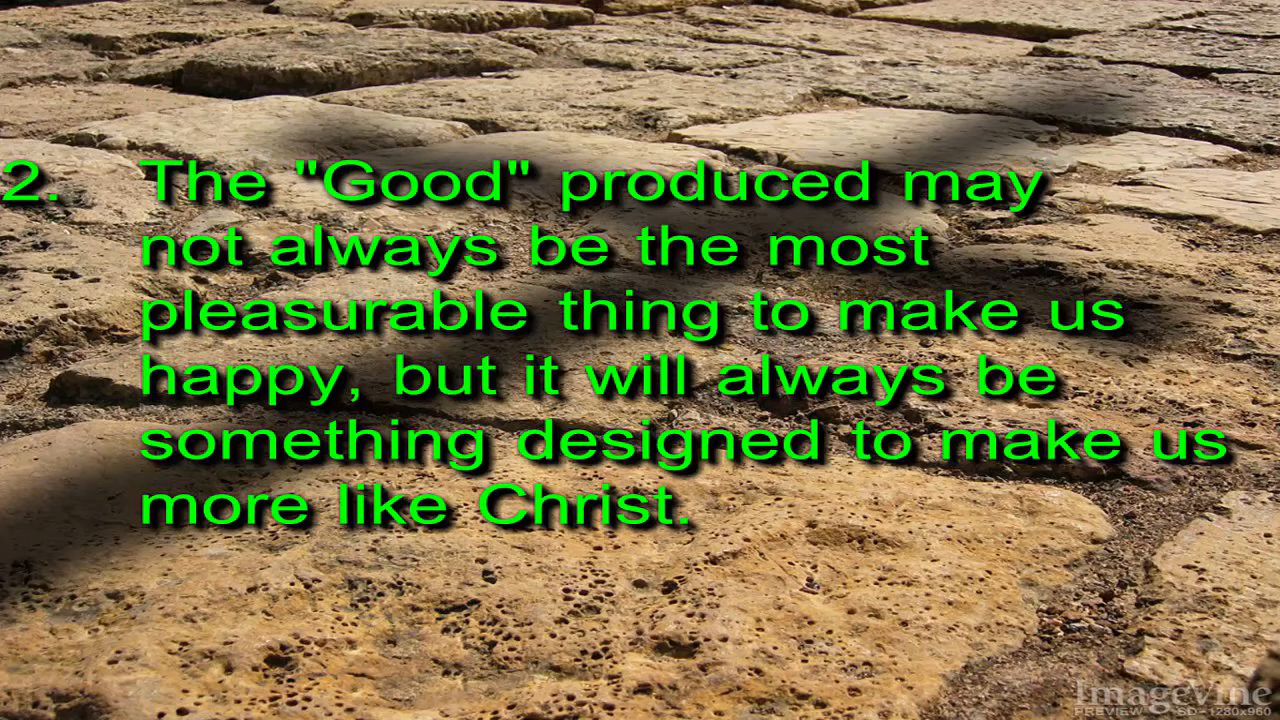 2. The "Good" produced may
not always be the most
pleasurable thing to make us
happy, but it will always be
something designed to make us
more like Christ.
ImageVine
PREVIEW SD - 1280x960